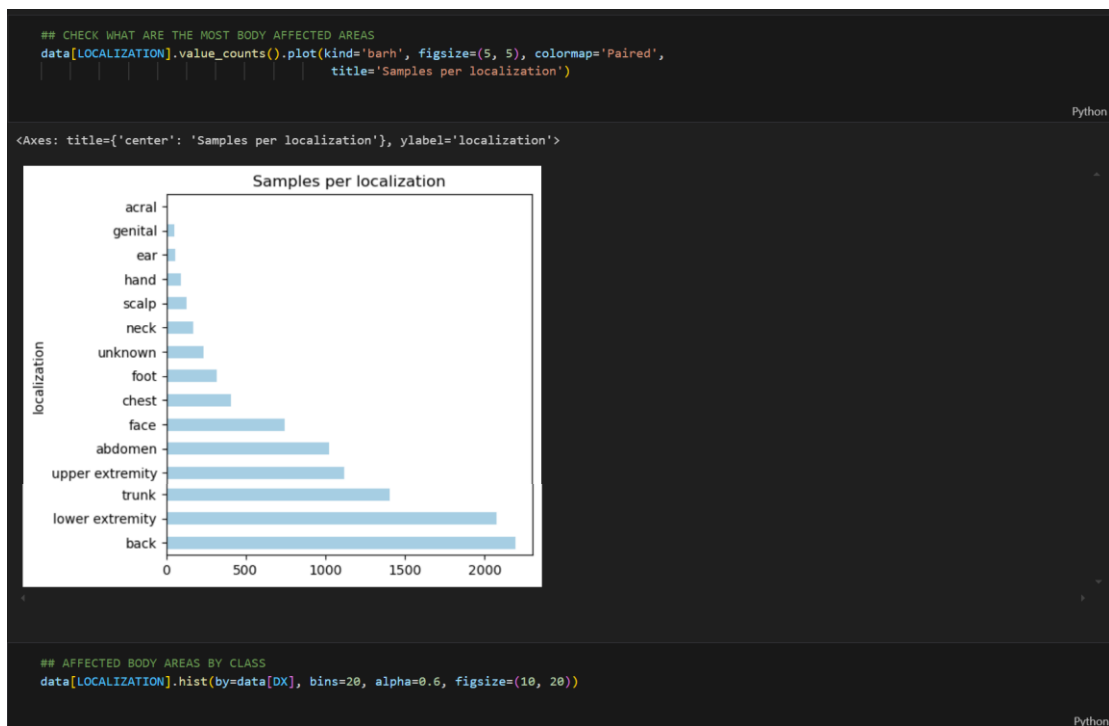 ## CHECK WHAT ARE THE MOST BODY AFFECTED AREAS
data[LOCALIZATION].value_counts().plot(kind='barh', figsize=(5, 5), colormap='Paired',
title='Samples per localization')
Python
<Axes: title={'center': 'Samples per localization'}, ylabel='localization'>
Samples per localization
acral
genital
ear
hand
scalp
neck
unknown
foot
chest
face
abdomen
upper extremity
trunk
lower extremity
back
localization
0 500 1000 1500 2000
## AFFECTED BODY AREAS BY CLASS
data[LOCALIZATION].hist(by=data[DX], bins=20, alpha=0.6, figsize=(10, 20))
Python